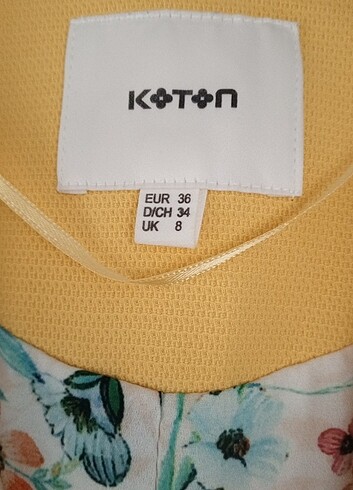 KOTON
EUR 36
D/CH 34
UK 8